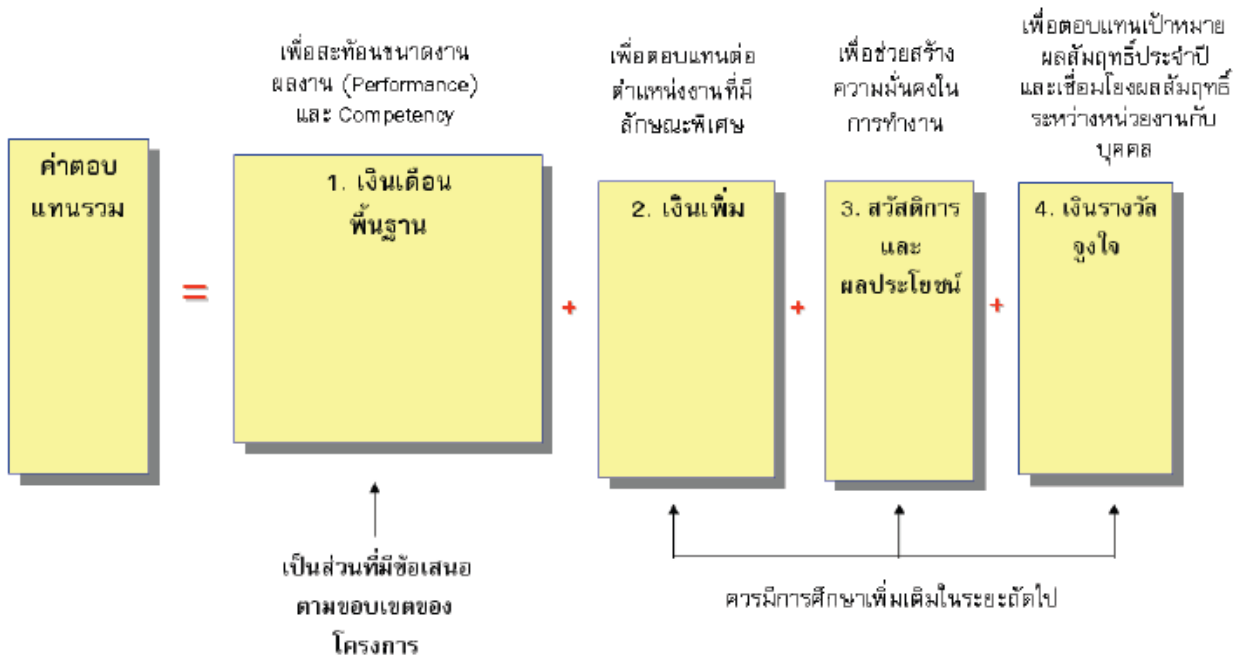 เพื่อสะท้อนขนาดงาน
ผลงาน (Performance)
และ Competency
เพื่อตอบแทนต่อ
ตำแหน่งงานที่มี
ลักษณะพิเศษ
เพื่อช่วยสร้าง
ความมั่นคงใน
การทำงาน
เพื่อตอบแทนเป้าหมาย
ผลสัมฤทธิ์ประจำปี
และเชื่อมโยงผลสัมฤทธิ์
ระหว่างหน่วยงานกับ
บุคคล
ค่าตอบ
แทนรวม
=
1. เงินเดือน
พื้นฐาน
+
2. เงินเพิ่ม
+
3. สวัสดิการ
และ
ผลประโยชน์
+
4. เงินรางวัล
จูงใจ
เป็นส่วนที่มีข้อเสนอ
ตามขอบเขตของ
โครงการ
ควรมีการศึกษาเพิ่มเติมในระยะถัดไป